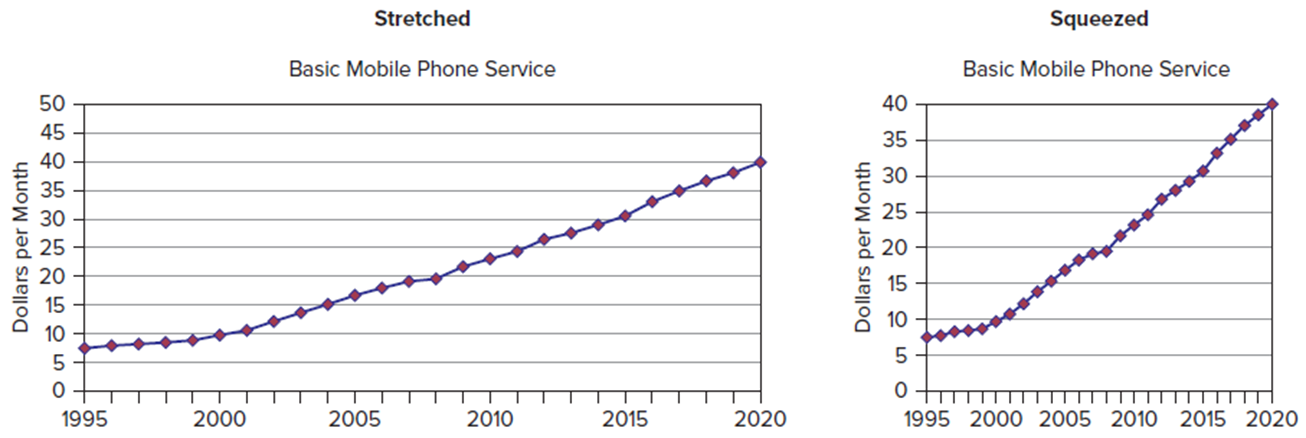 Stretched
Basic Mobile Phone Service
Dollars per Month
50
45
40
35
30
25
20
15
10
5
0
1995 2000 2005 2010 2015 2020
Squeezed
Basic Mobile Phone Service
Dollars per Month
40
35
30
25
20
15
10
5
0
1995 2000 2005 2010 2015 2020